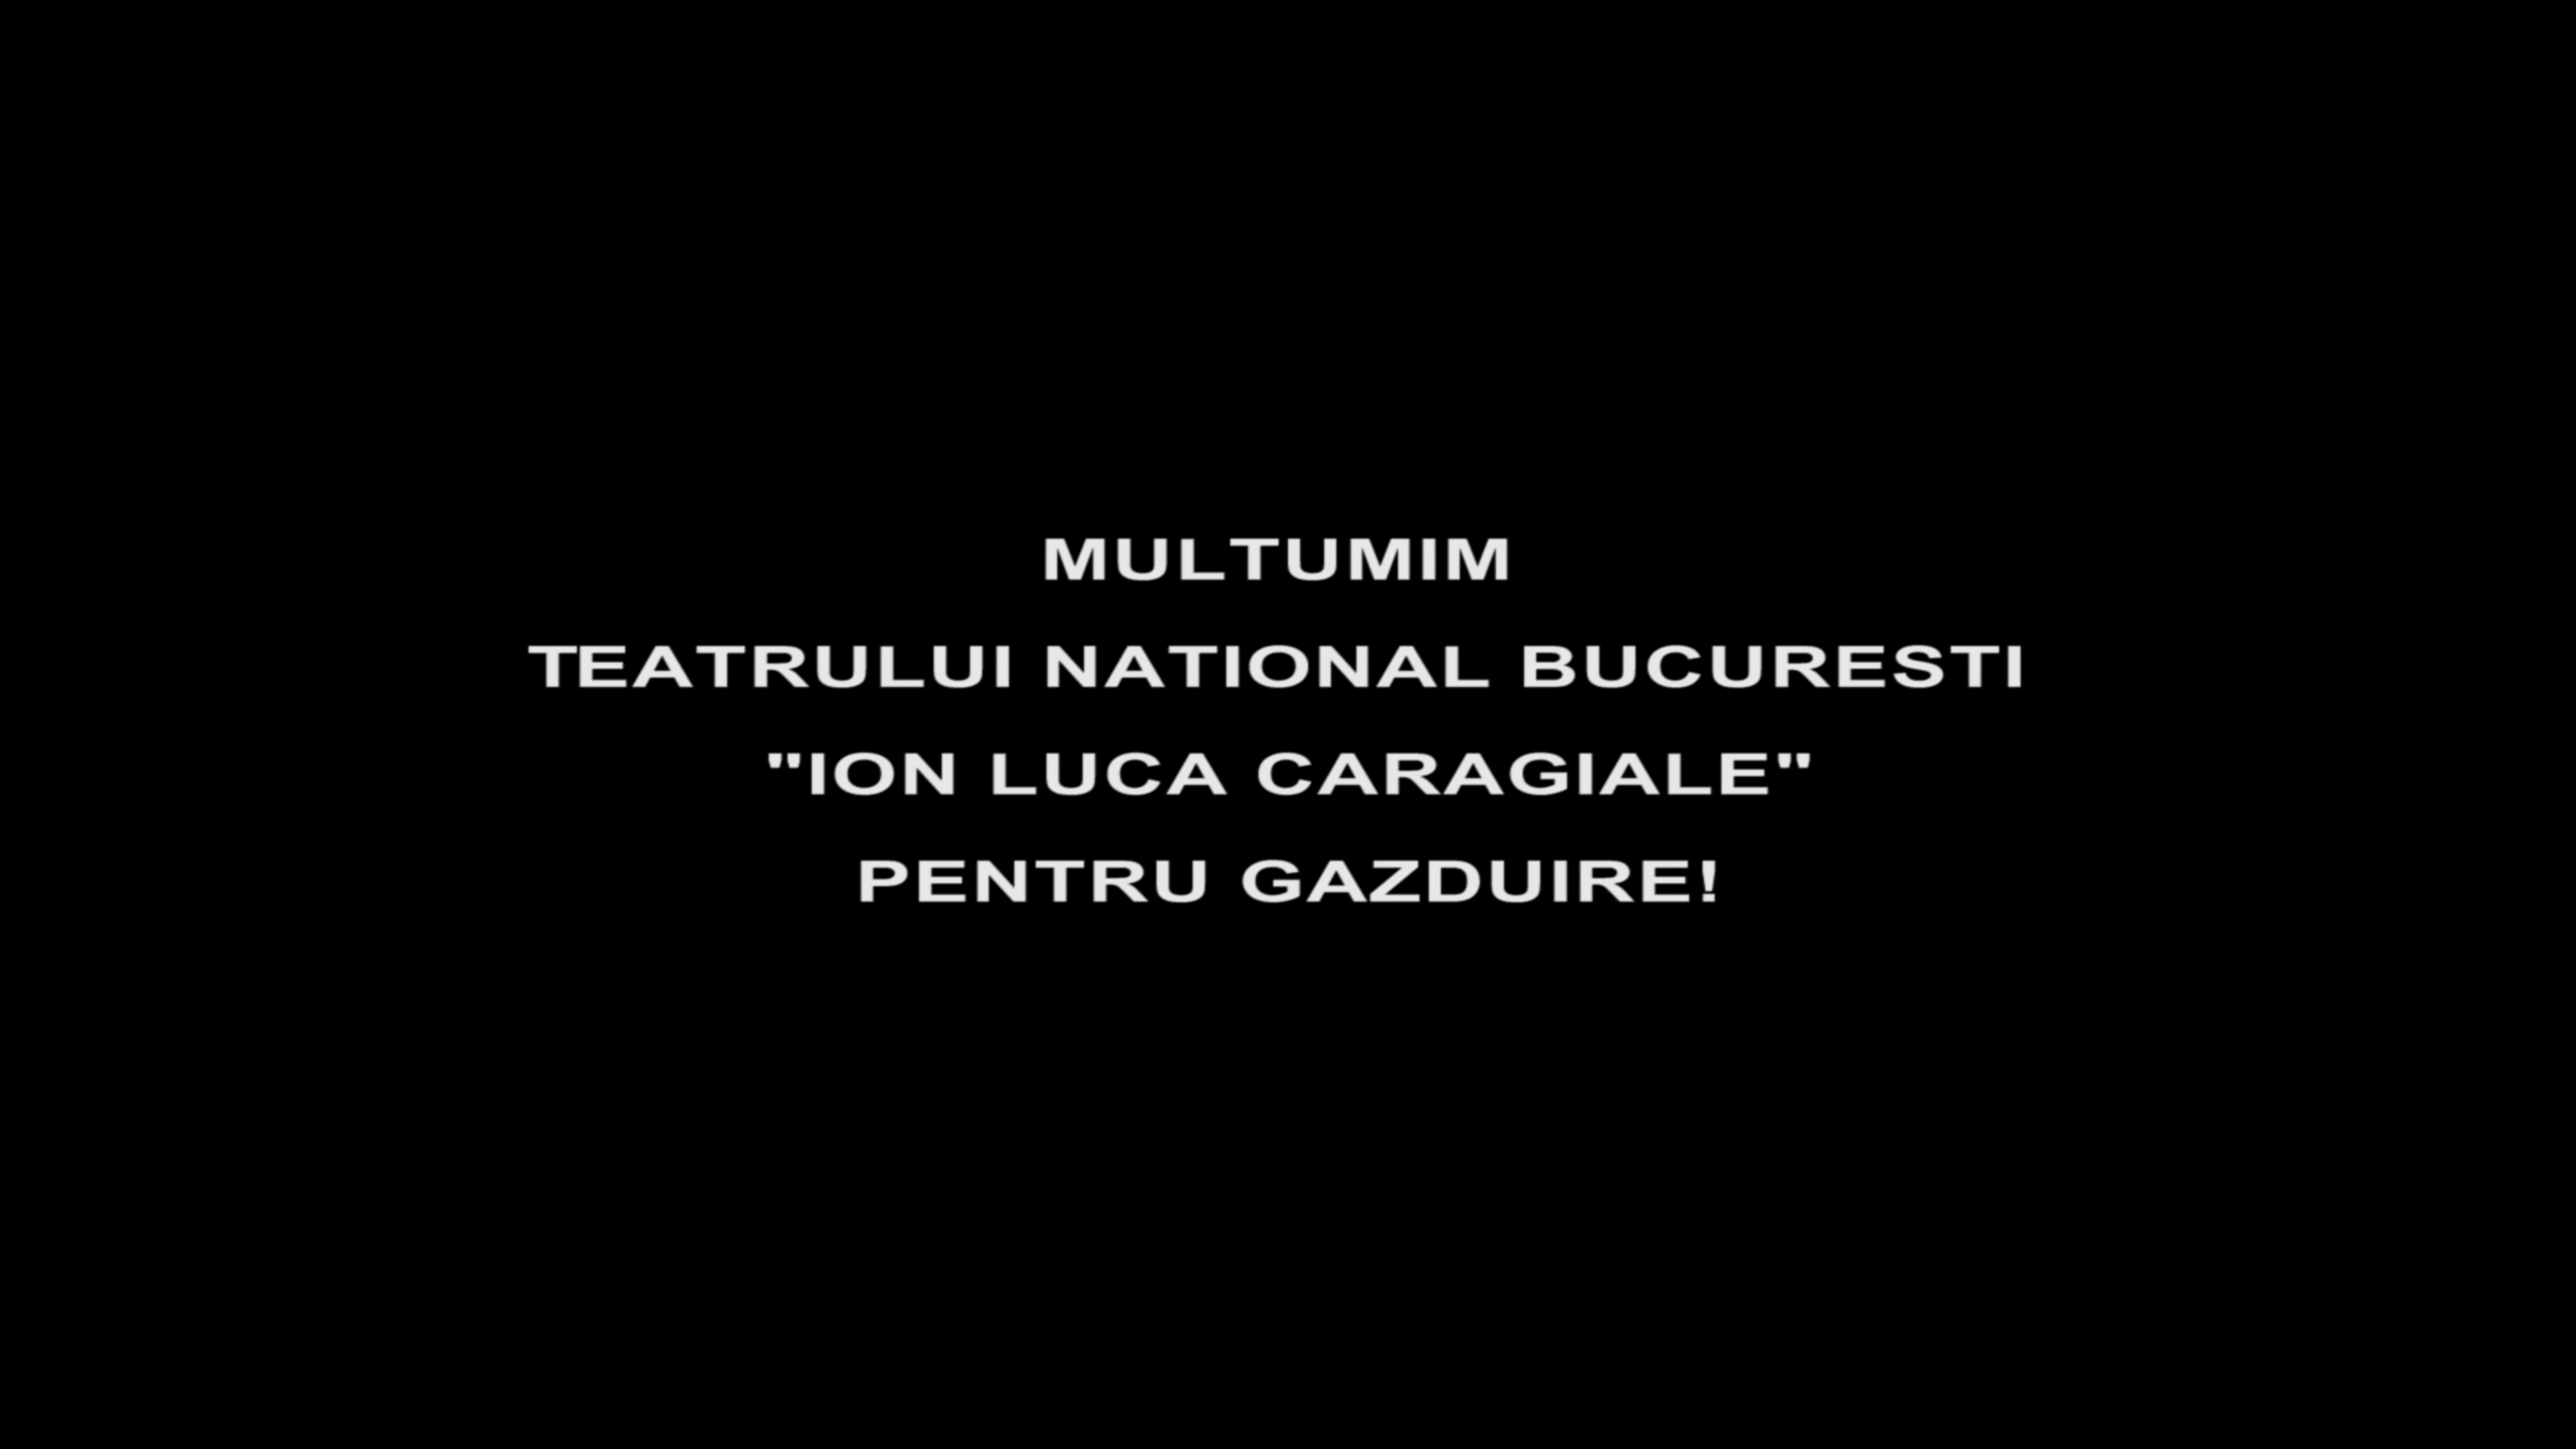 MULTUMIM
TEATRULUI NATIONAL BUCURESTI
"ION LUCA CARAGIALE"
PENTRU GAZDUIRE!